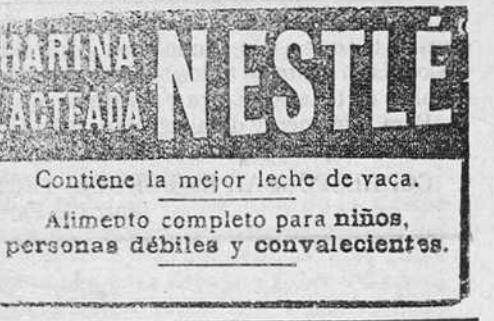 HARINA
LACTEADA NESTLÉ
Contiene la mejor leche de vaca.
Alimento completo para niños,
personas débiles y convalecientes.